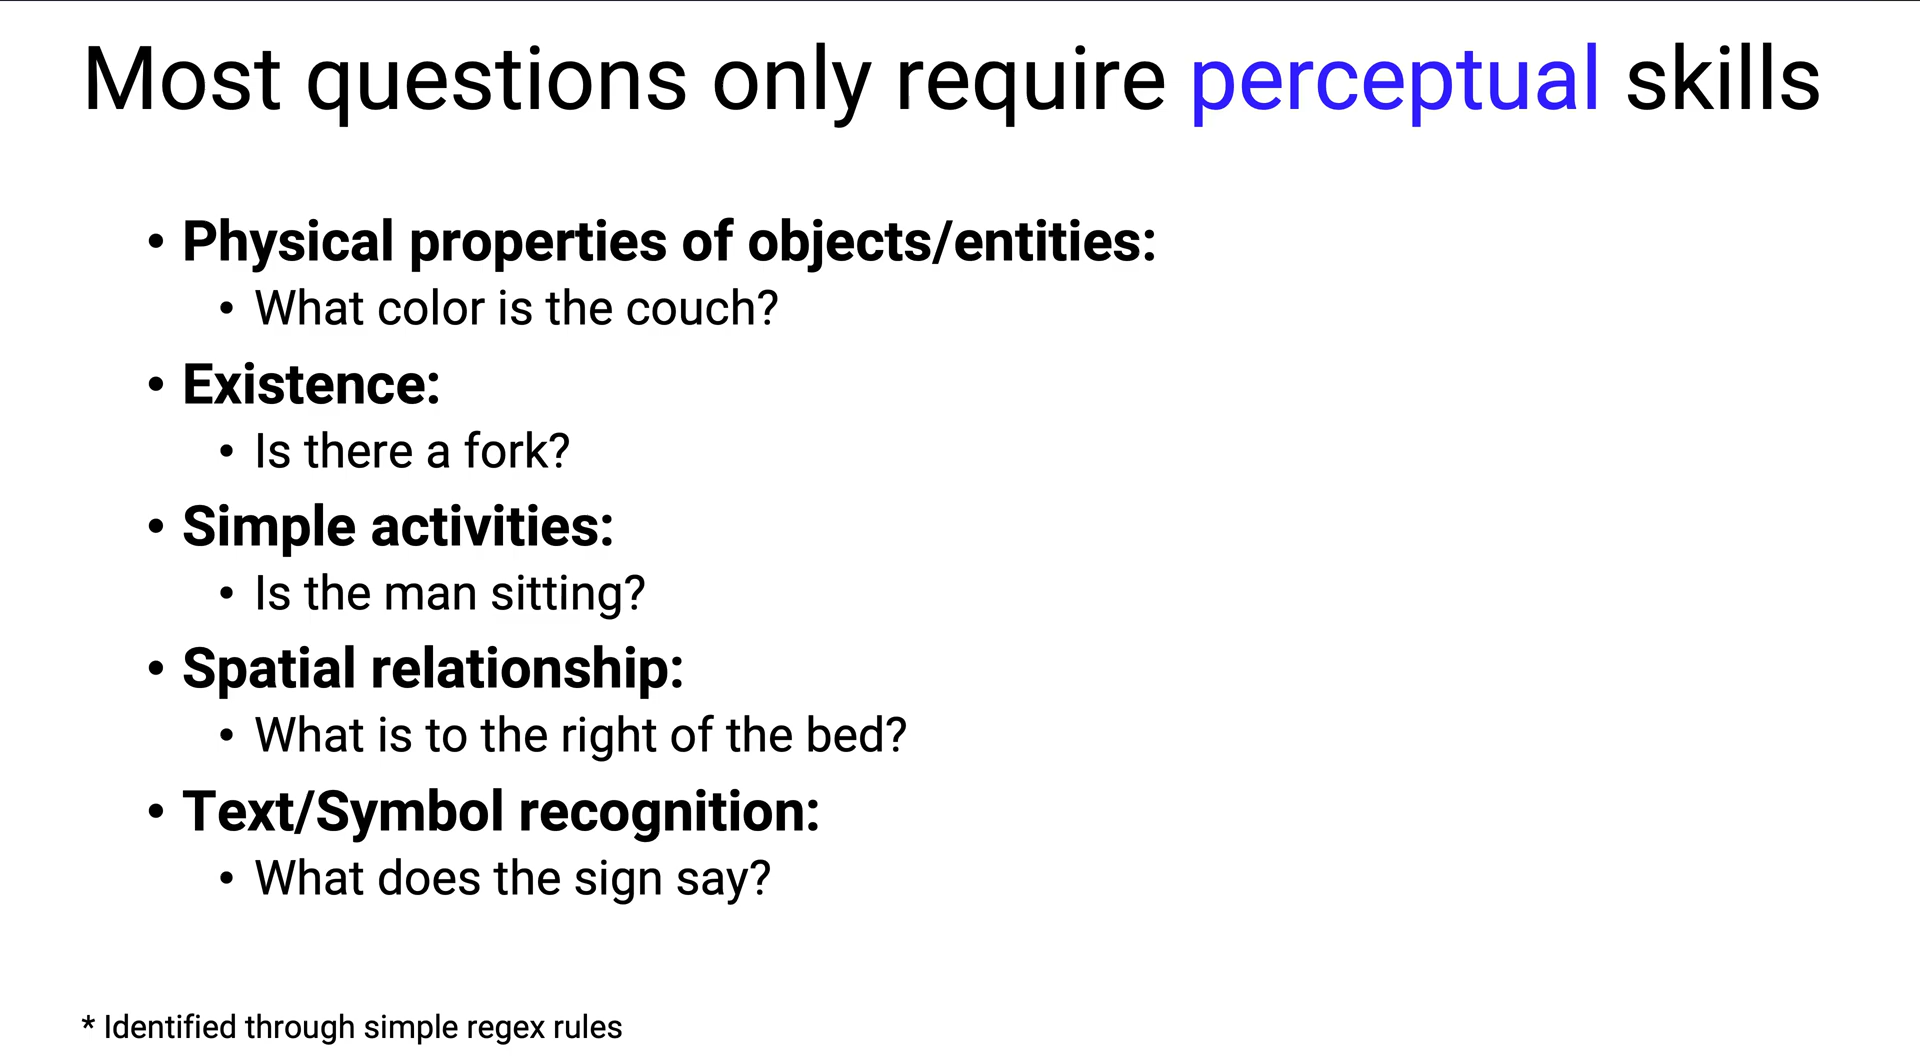 Most questions only require perceptual skills
• Physical properties of objects/entities:
• What color is the couch?
• Existence:
• Is there a fork?
• Simple activities:
• Is the man sitting?
• Spatial relationship:
• What is to the right of the bed?
• Text/Symbol recognition:
• What does the sign say?
* Identified through simple regex rules